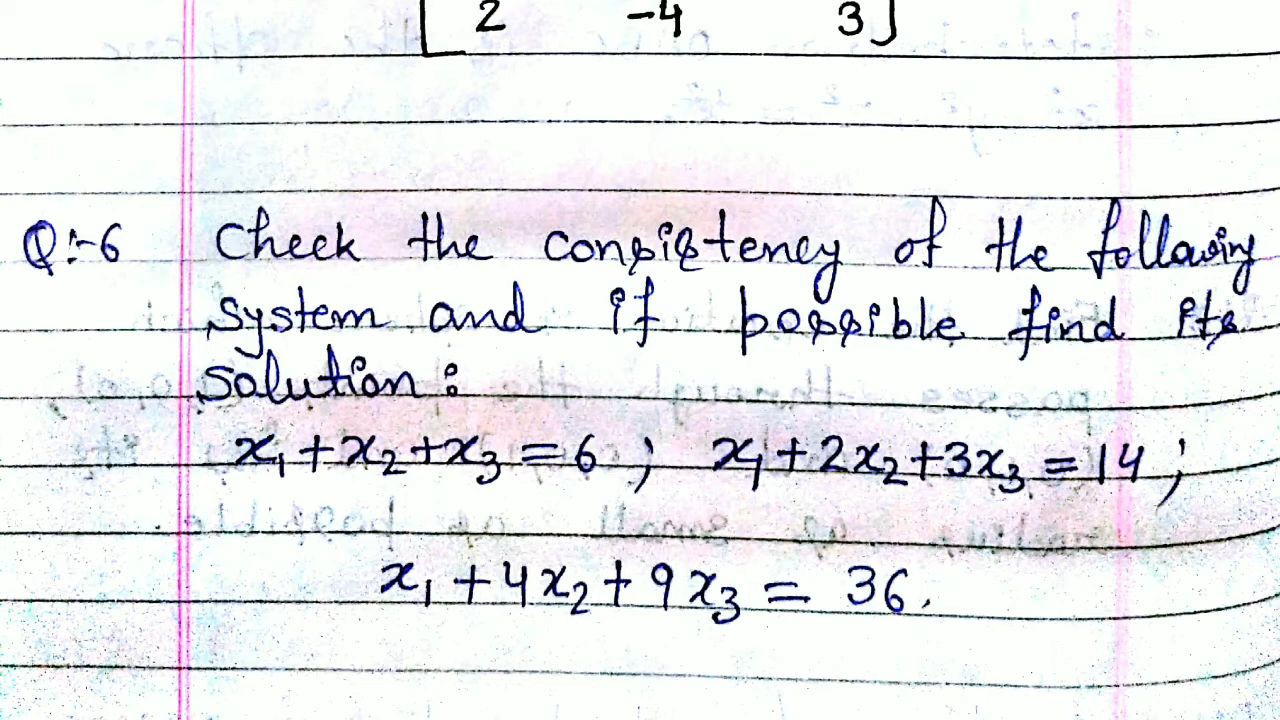 [ 2 -4 3 ]
Q:-6 Check the consistency of the following
system and if possible find its
solution:
x₁+x₂+x₃=6; x₁+2x₂+3x₃=14;
x₁+4x₂+9x₃=36.